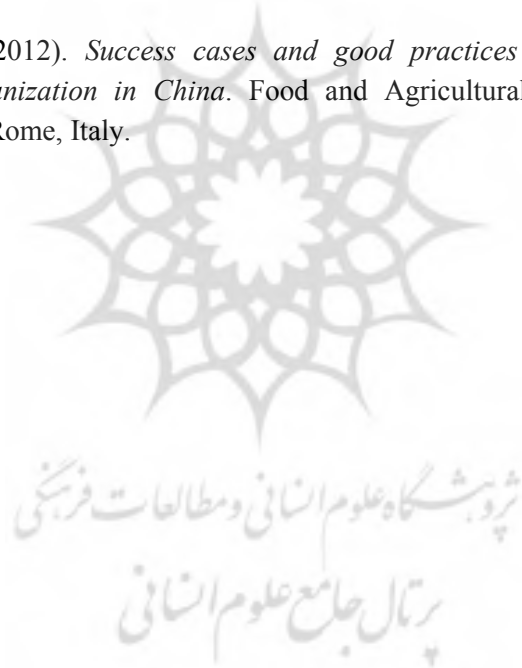 2012). Success cases and good practices
nization in China. Food and Agricultural
Rome, Italy.
پژوهشگاه علوم انسانی و مطالعات فرهنگی
پرتال جامع علوم انسانی